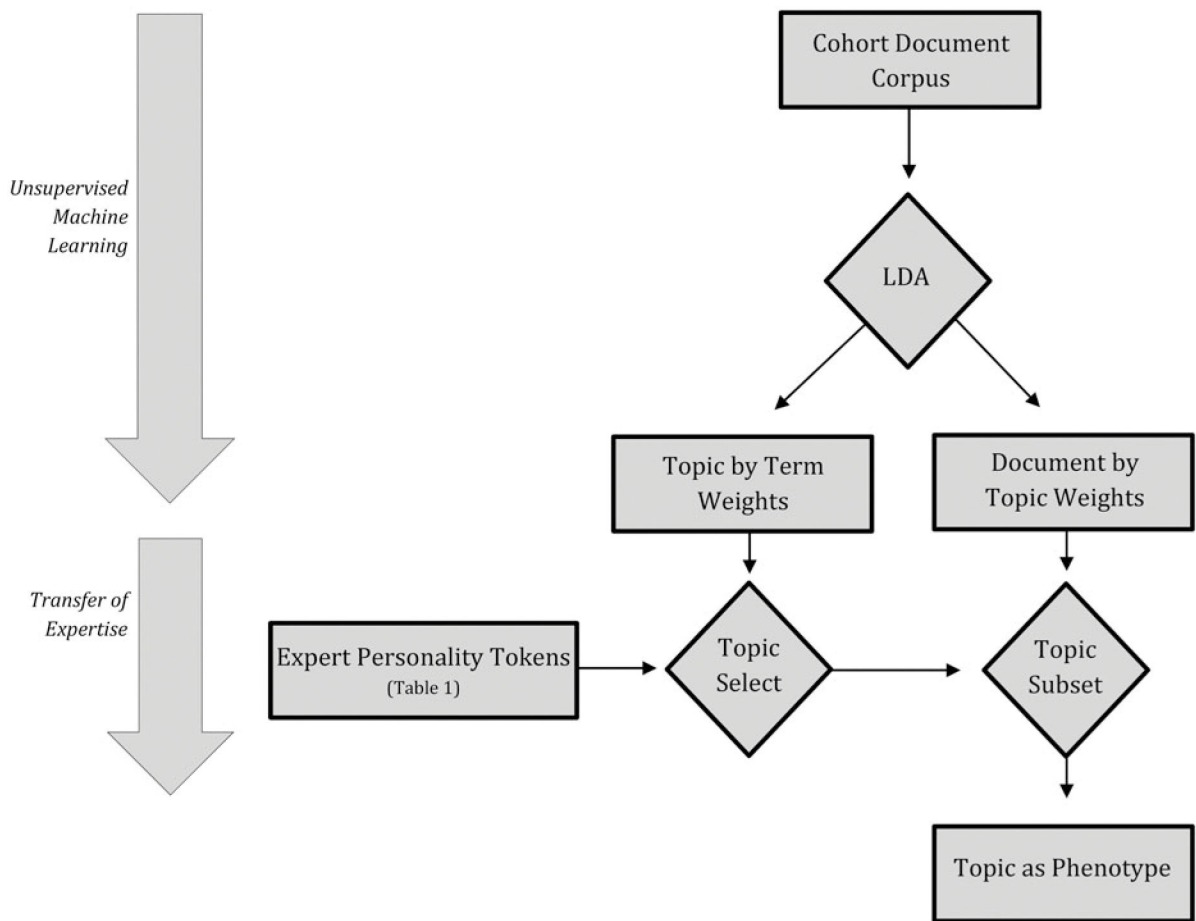 Cohort Document
Corpus
Unsupervised
Machine
Learning
LDA
Topic by Term
Weights
Document by
Topic Weights
Transfer of
Expertise
Expert Personality Tokens
(Table 1)
Topic
Select
Topic
Subset
Topic as Phenotype